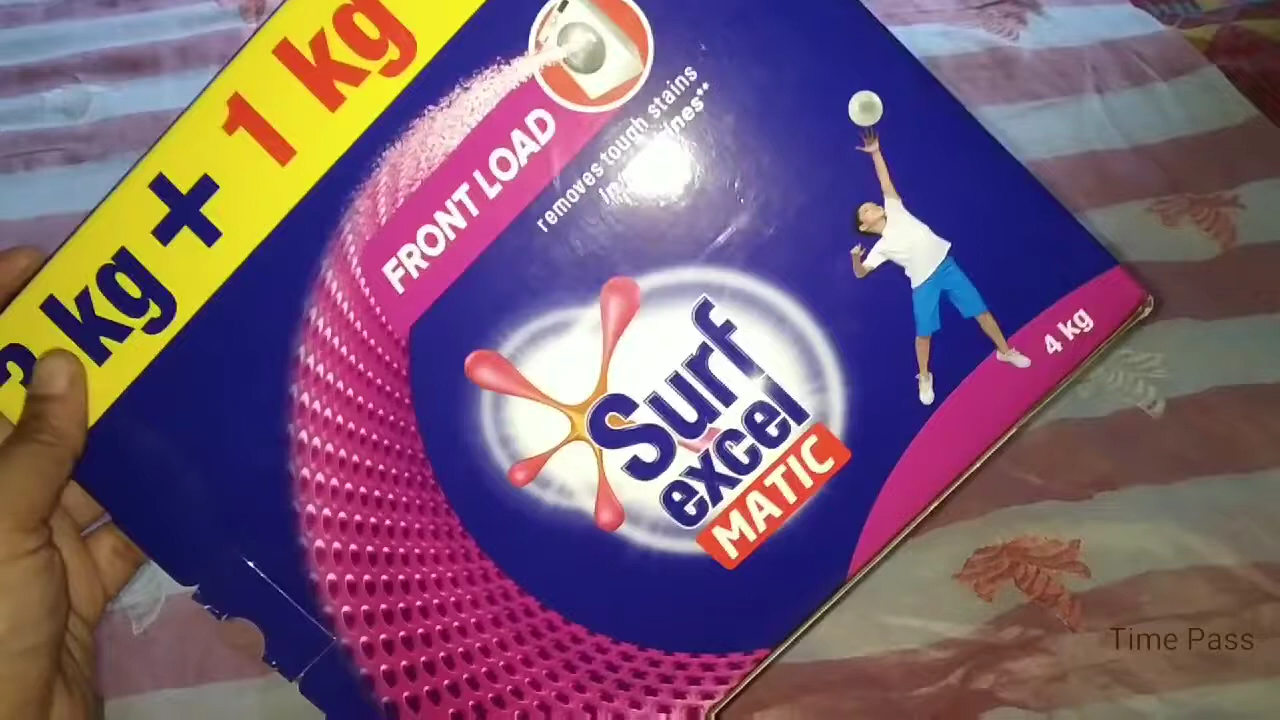 kg + 1 kg
FRONT LOAD
removes tough stains
Surf
excel
MATIC
4 kg
Time Pass